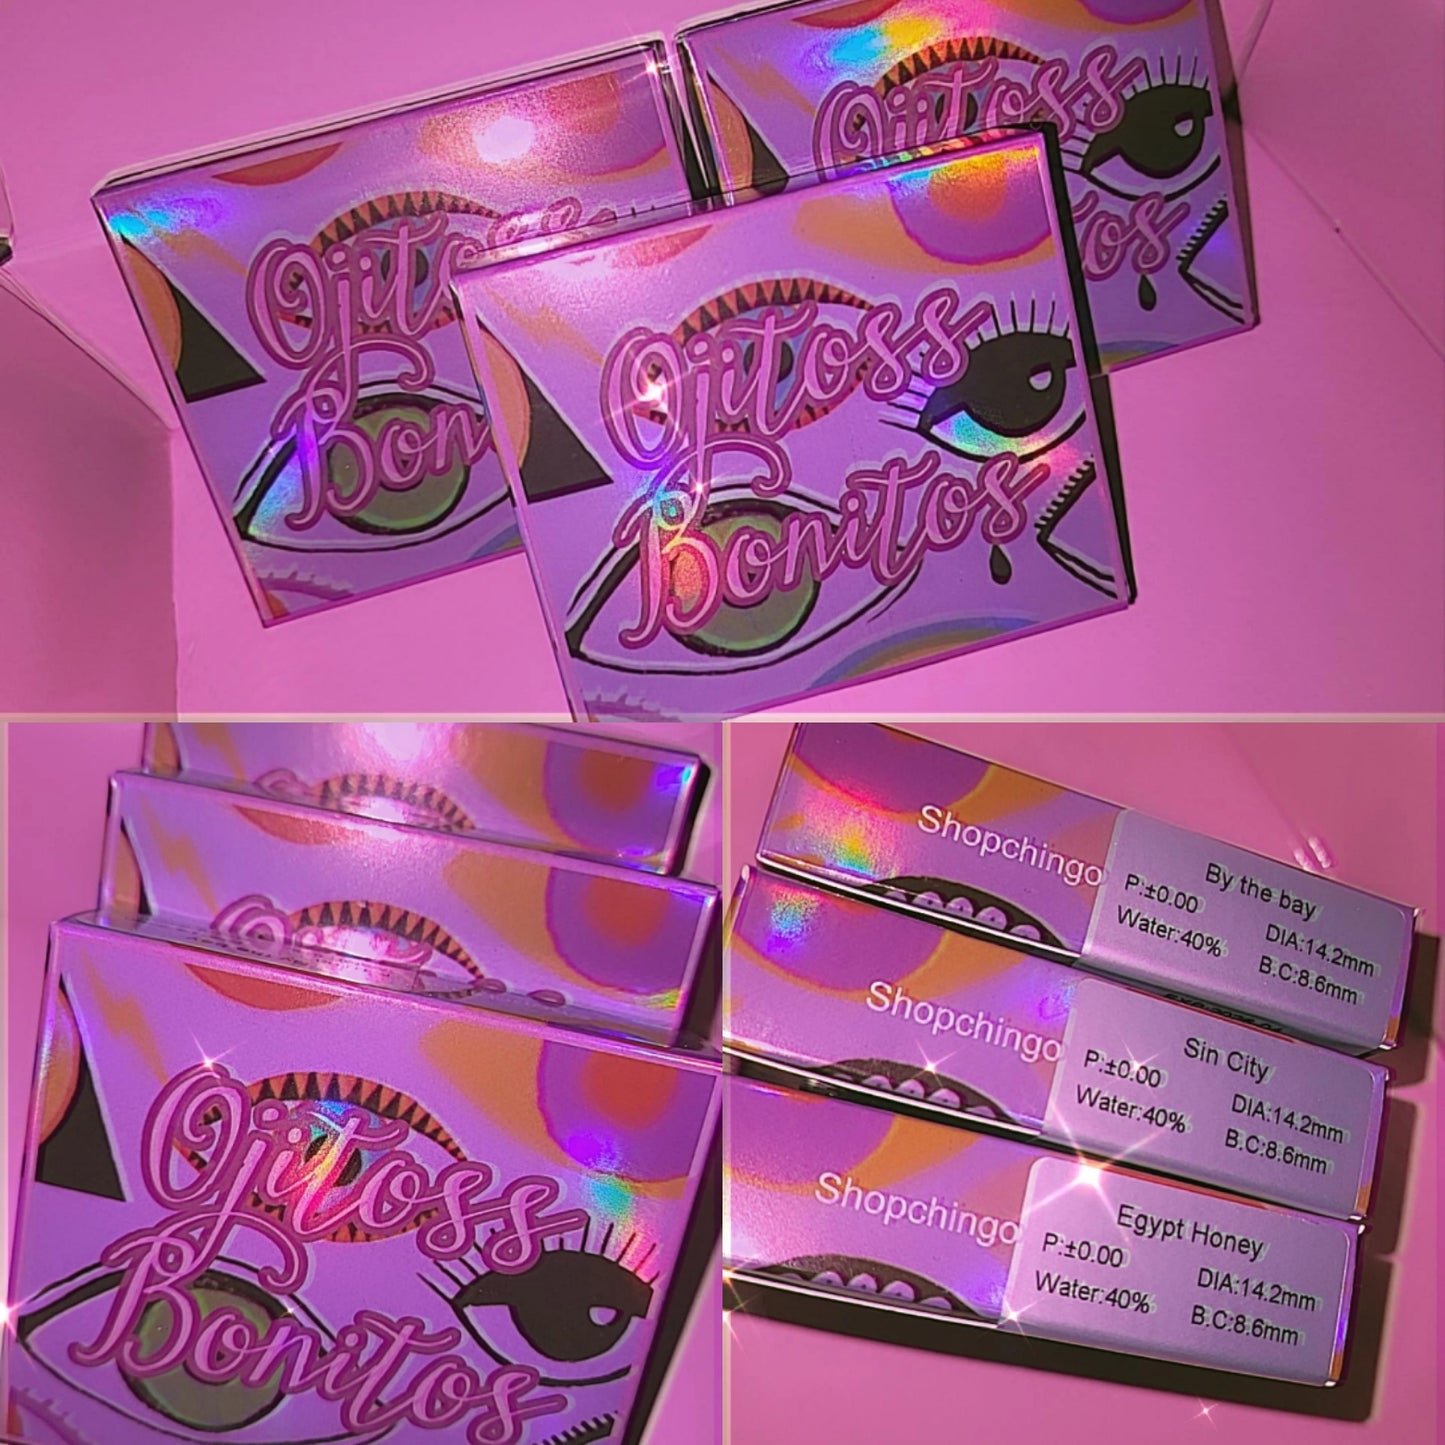 Ojitoss
Ojitoss
Bon
Ojitoss
Bonitos
Ojitoss
Bonitos
Shopchingo
By the bay
P:±0.00
DIA:14.2mm
Water:40%
B.C:8.6mm
Shopchingo
Sin City
P:±0.00
DIA:14.2mm
Water:40%
B.C:8.6mm
Shopchingo
Egypt Honey
P:±0.00
DIA:14.2mm
Water:40%
B.C:8.6mm